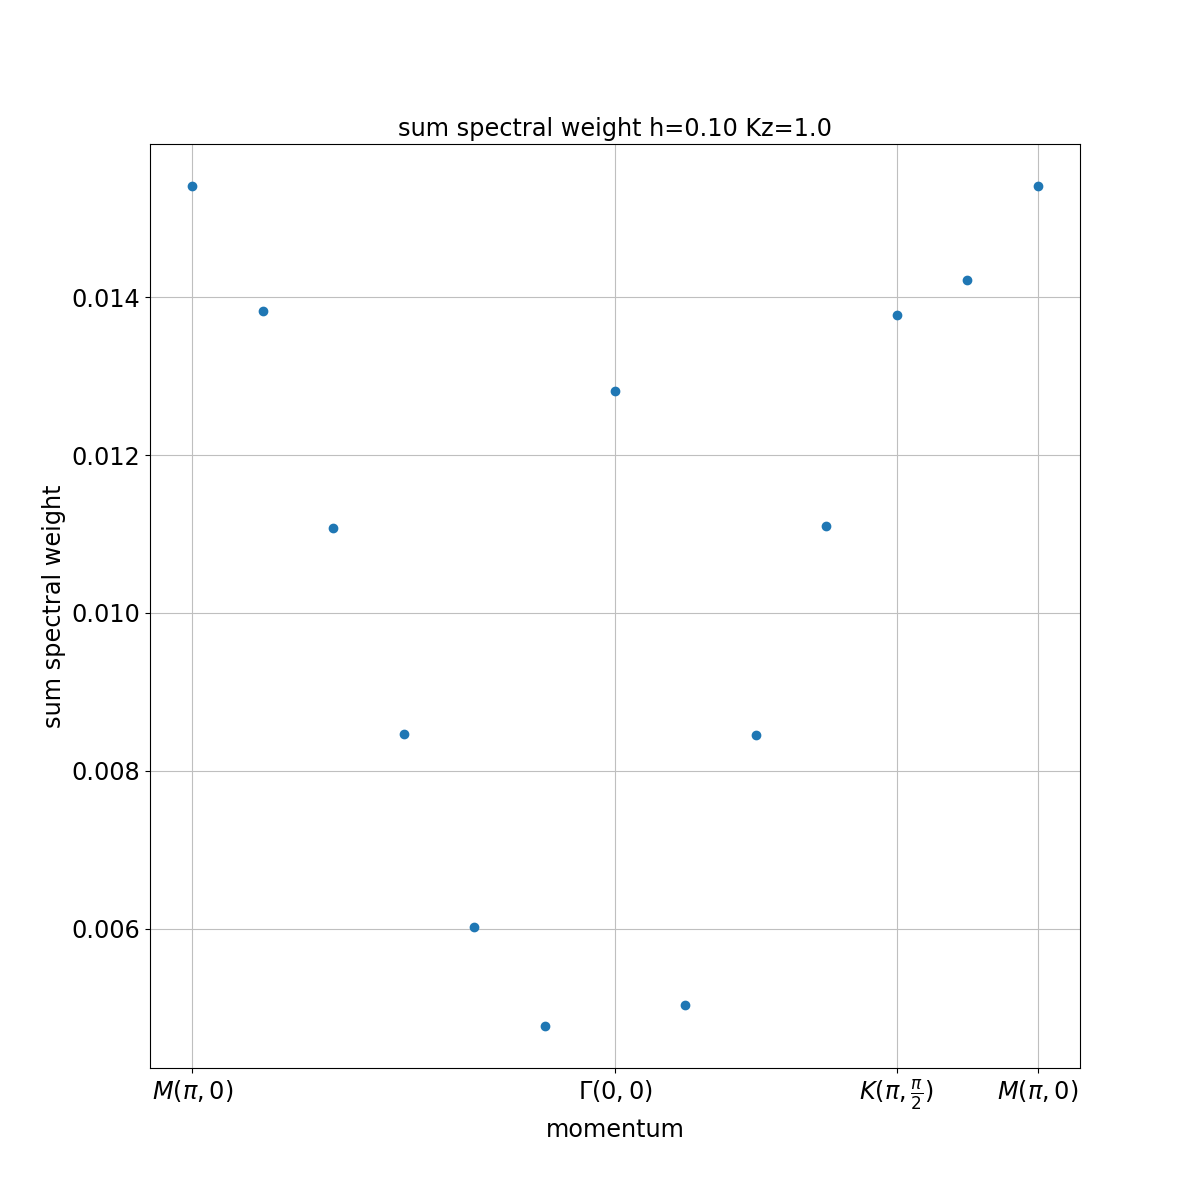 sum spectral weight h=0.10 Kz=1.0
sum spectral weight
0.014
0.012
0.010
0.008
0.006
M(π, 0)
Γ(0, 0)
K(π, π/2)
M(π, 0)
momentum